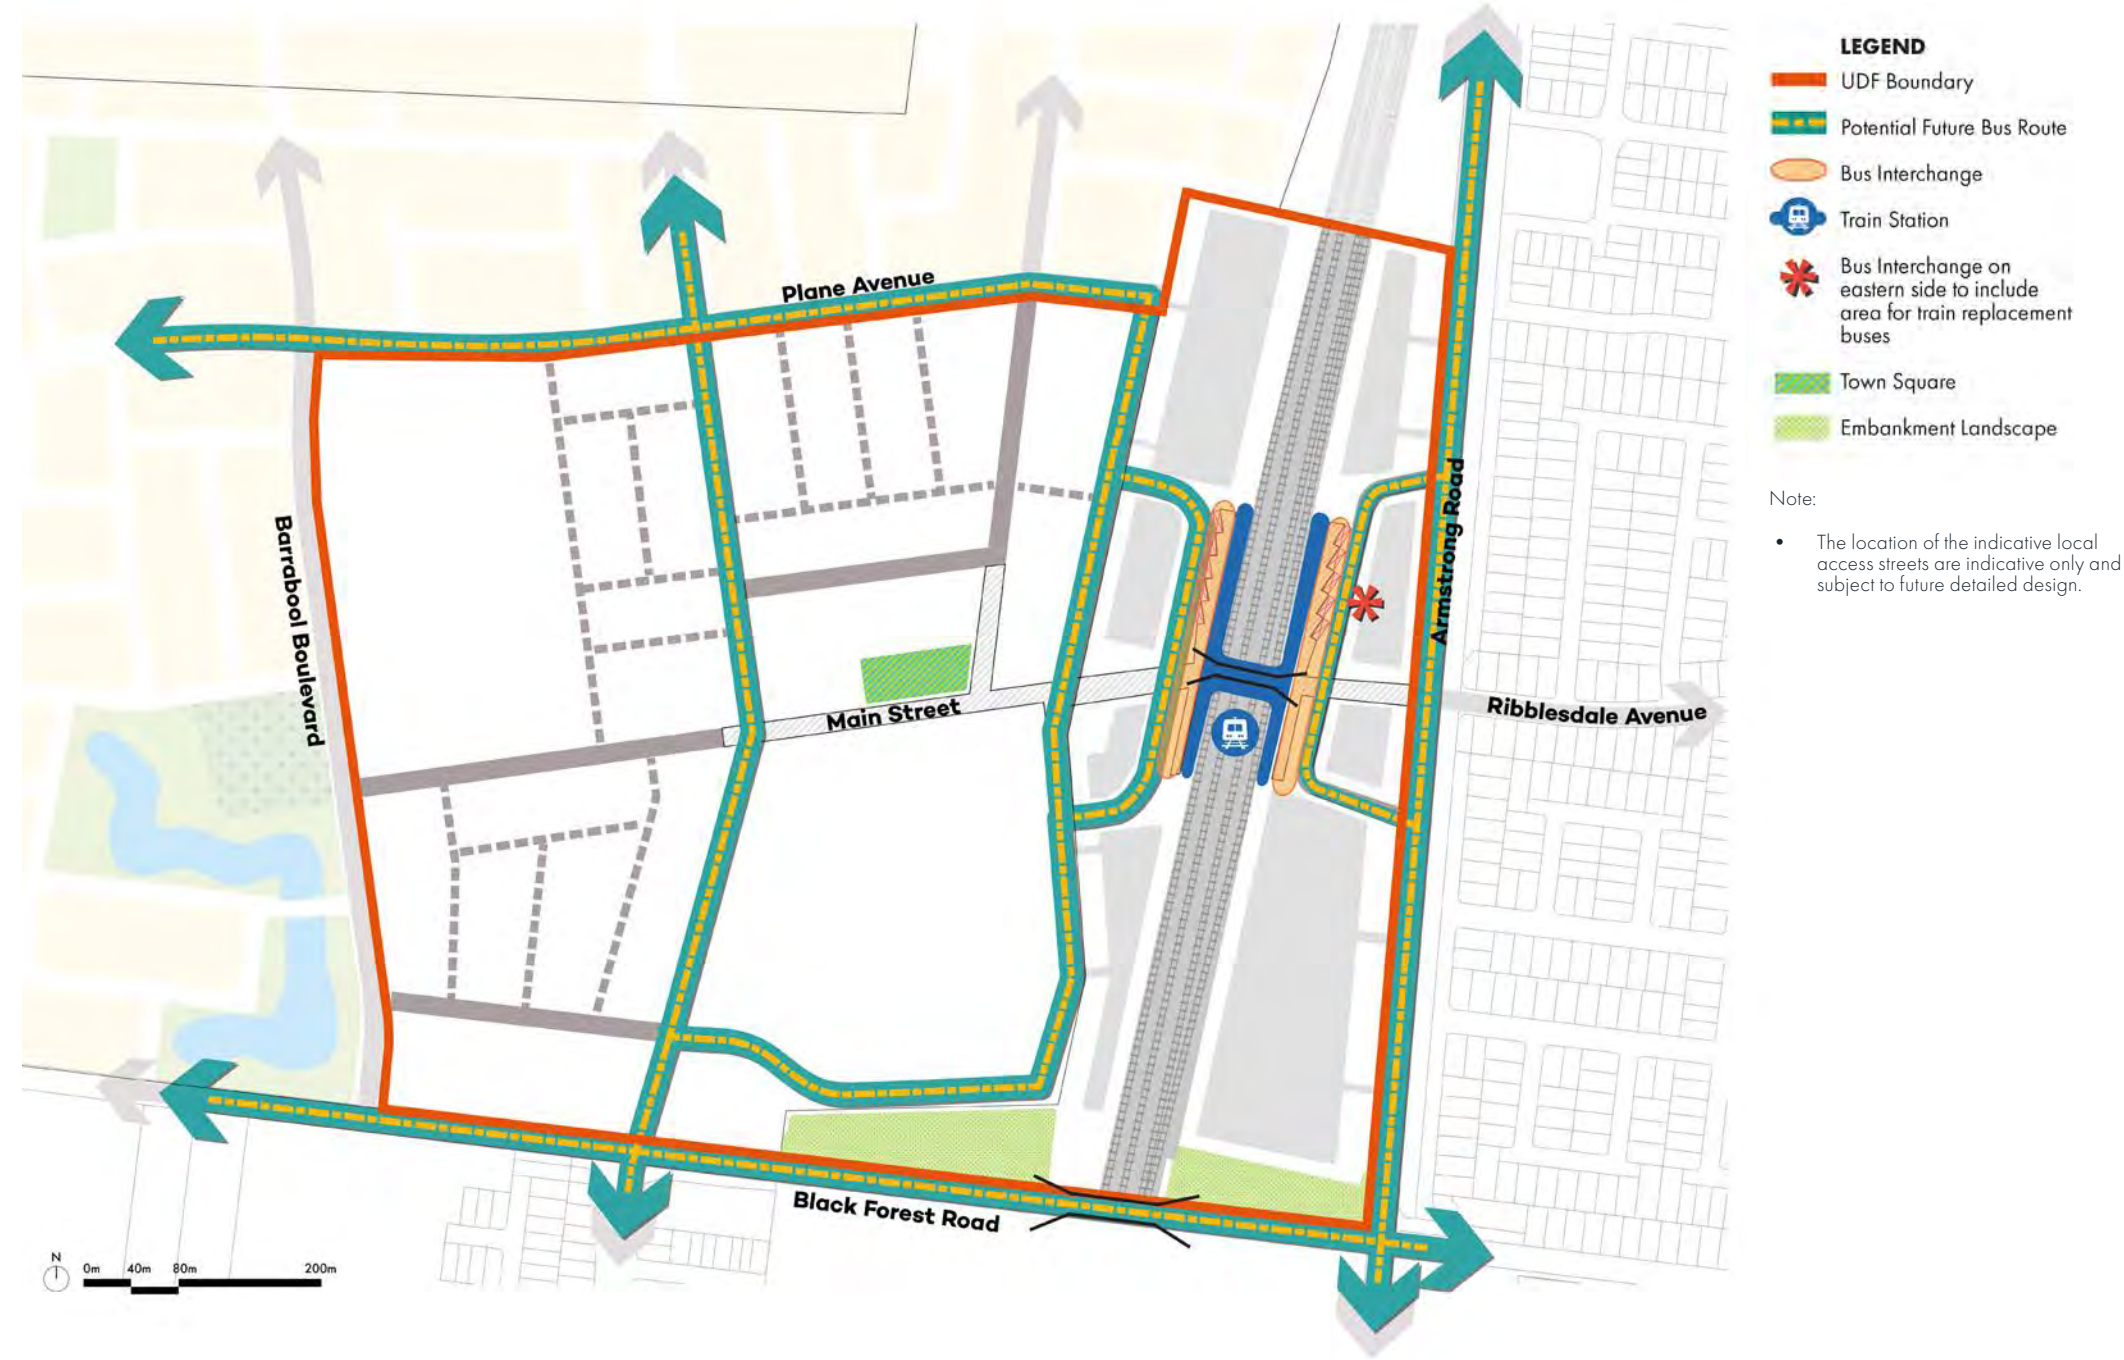 Plane Avenue
Barrabool Boulevard
Main Street
Armstrong Road
Ribblesdale Avenue
Black Forest Road
N
0m 40m 80m 200m
LEGEND
UDF Boundary
Potential Future Bus Route
Bus Interchange
Train Station
Bus Interchange on
eastern side to include
area for train replacement
buses
Town Square
Embankment Landscape
Note:
• The location of the indicative local
access streets are indicative only and
subject to future detailed design.